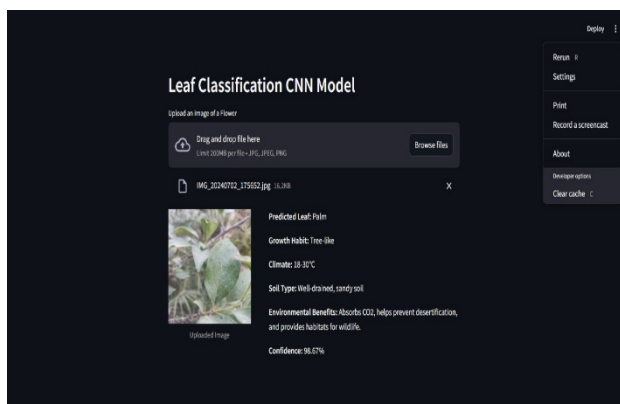 Deploy
Rerun R
Settings
Print
Record a screencast
About
Developer options
Clear cache C
Leaf Classification CNN Model
Upload an image of a Flower
Drag and drop file here
Limit 200MB per file • JPG, JPEG, PNG
Browse files
IMG_20240702_175652.jpg 16.2KB
X
Predicted Leaf: Palm
Growth Habit: Tree-like
Climate: 18-30°C
Soil Type: Well-drained, sandy soil
Environmental Benefits: Absorbs CO2, helps prevent desertification,
and provides habitats for wildlife.
Confidence: 98.67%
Uploaded Image